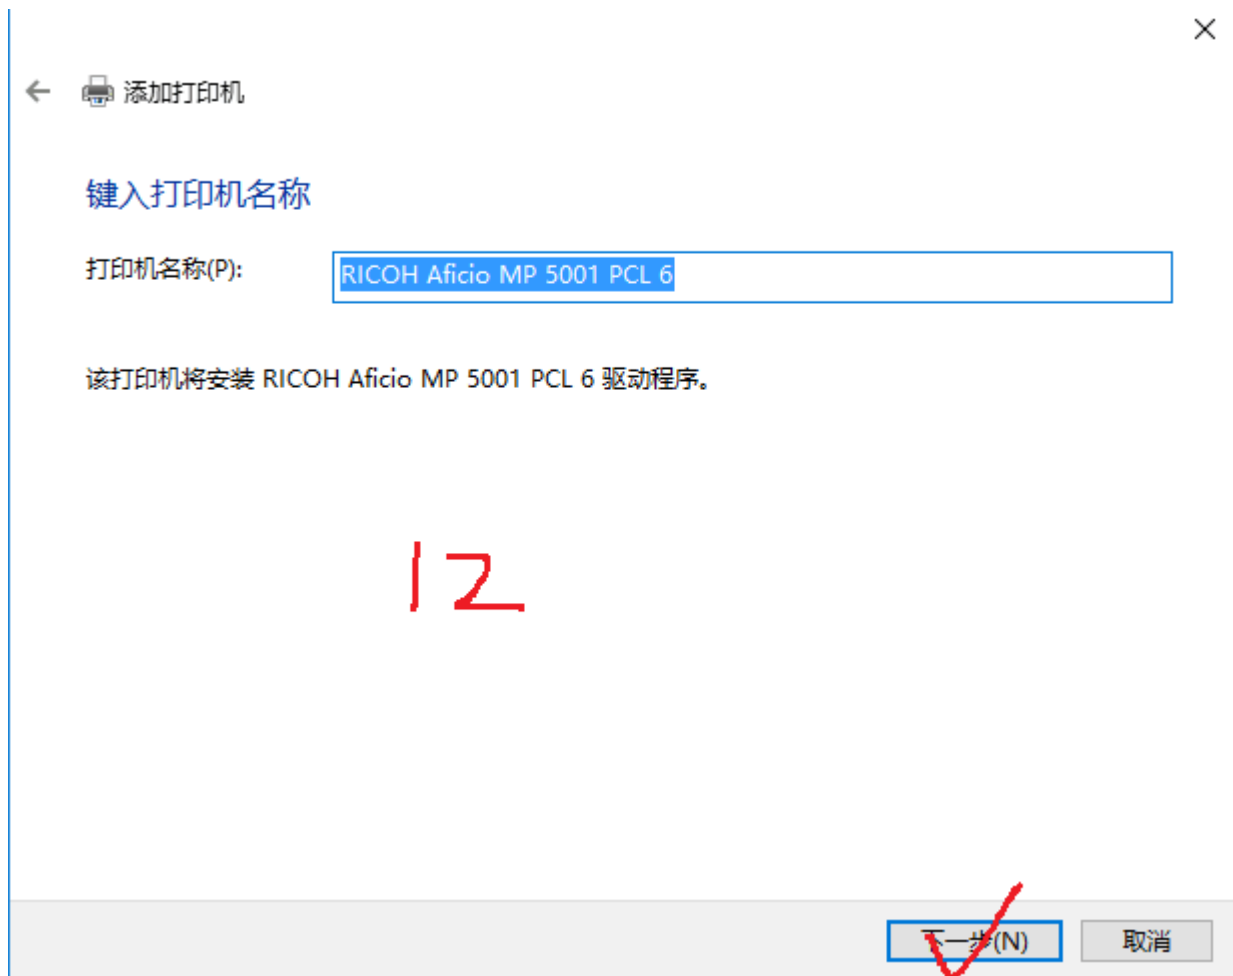 添加打印机
键入打印机名称
打印机名称(P):
RICOH Aficio MP 5001 PCL 6
该打印机将安装 RICOH Aficio MP 5001 PCL 6 驱动程序。
12
下一步(N)
取消